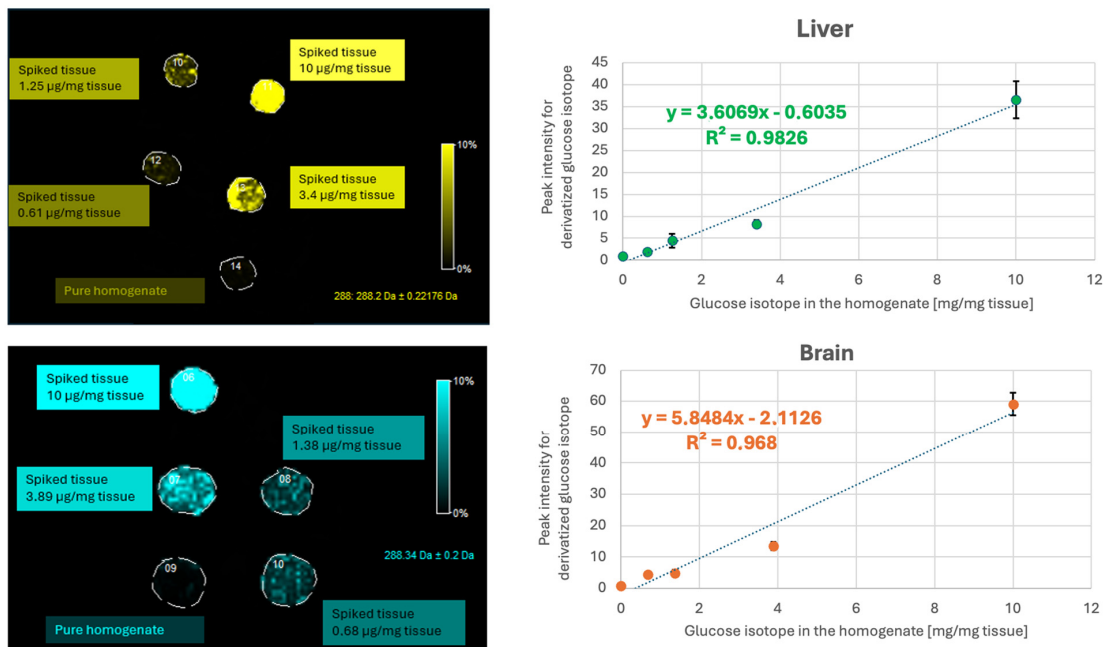 Spiked tissue
1.25 µg/mg tissue
10
Spiked tissue
10 µg/mg tissue
11
12
Spiked tissue
0.61 µg/mg tissue
Spiked tissue
3.4 µg/mg tissue
10%
0%
14
Pure homogenate
288: 288.2 Da ± 0.22176 Da
Liver
y = 3.6069x - 0.6035
R² = 0.9826
Peak intensity for
derivatized glucose isotope
45
40
35
30
25
20
15
10
5
0
0 2 4 6 8 10 12
Glucose isotope in the homogenate [mg/mg tissue]
Spiked tissue
10 µg/mg tissue
06
Spiked tissue
1.38 µg/mg tissue
Spiked tissue
3.89 µg/mg tissue
07
08
10%
0%
288.34 Da ± 0.2 Da
09
10
Pure homogenate
Spiked tissue
0.68 µg/mg tissue
Brain
y = 5.8484x - 2.1126
R² = 0.968
Peak intensity for
derivatized glucose isotope
70
60
50
40
30
20
10
0
0 2 4 6 8 10 12
Glucose isotope in the homogenate [mg/mg tissue]